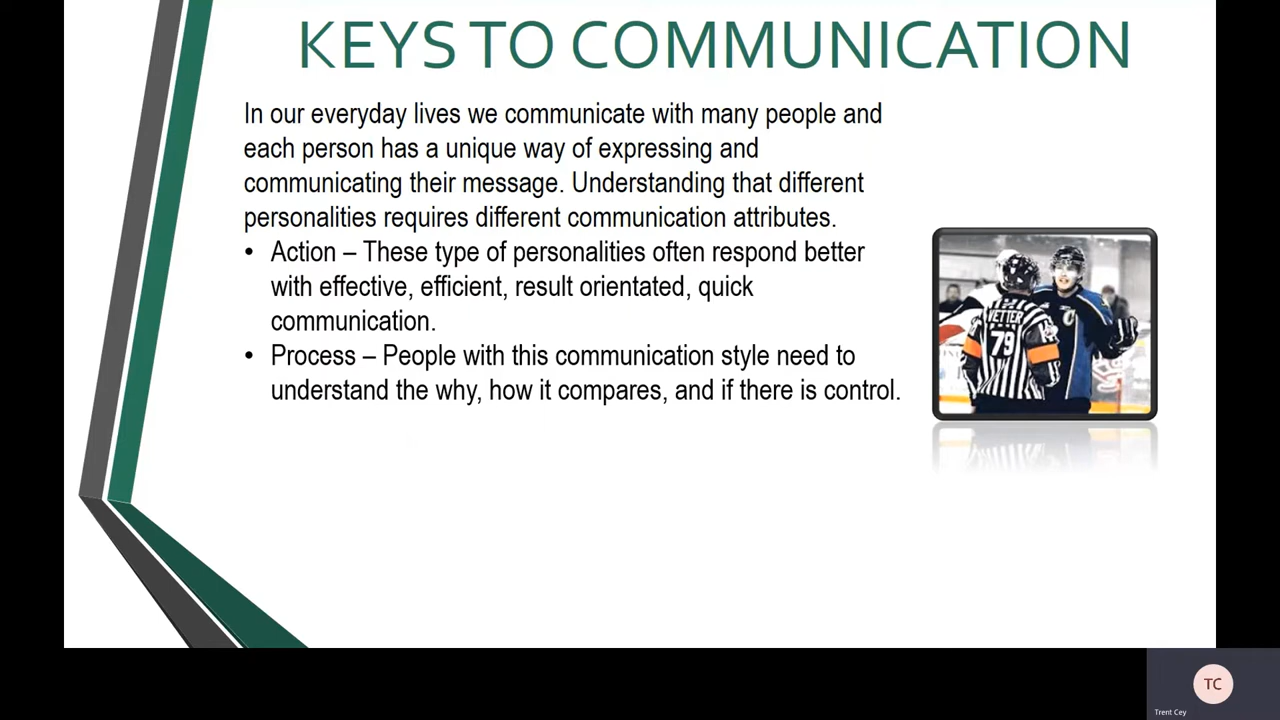 KEYS TO COMMUNICATION
In our everyday lives we communicate with many people and
each person has a unique way of expressing and
communicating their message. Understanding that different
personalities requires different communication attributes.
• Action – These type of personalities often respond better
with effective, efficient, result orientated, quick
communication.
• Process – People with this communication style need to
understand the why, how it compares, and if there is control.
VETTER
79
C
TC
Trent Cey